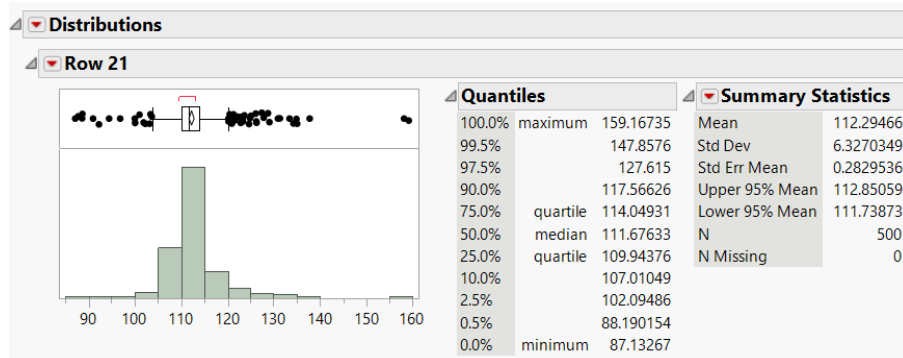 Distributions
Row 21
90 100 110 120 130 140 150 160
Quantiles
100.0% maximum 159.16735
99.5% 147.8576
97.5% 127.615
90.0% 117.56626
75.0% quartile 114.04931
50.0% median 111.67633
25.0% quartile 109.94376
10.0% 107.01049
2.5% 102.09486
0.5% 88.190154
0.0% minimum 87.13267
Summary Statistics
Mean 112.29466
Std Dev 6.3270349
Std Err Mean 0.2829536
Upper 95% Mean 112.85059
Lower 95% Mean 111.73873
N 500
N Missing 0